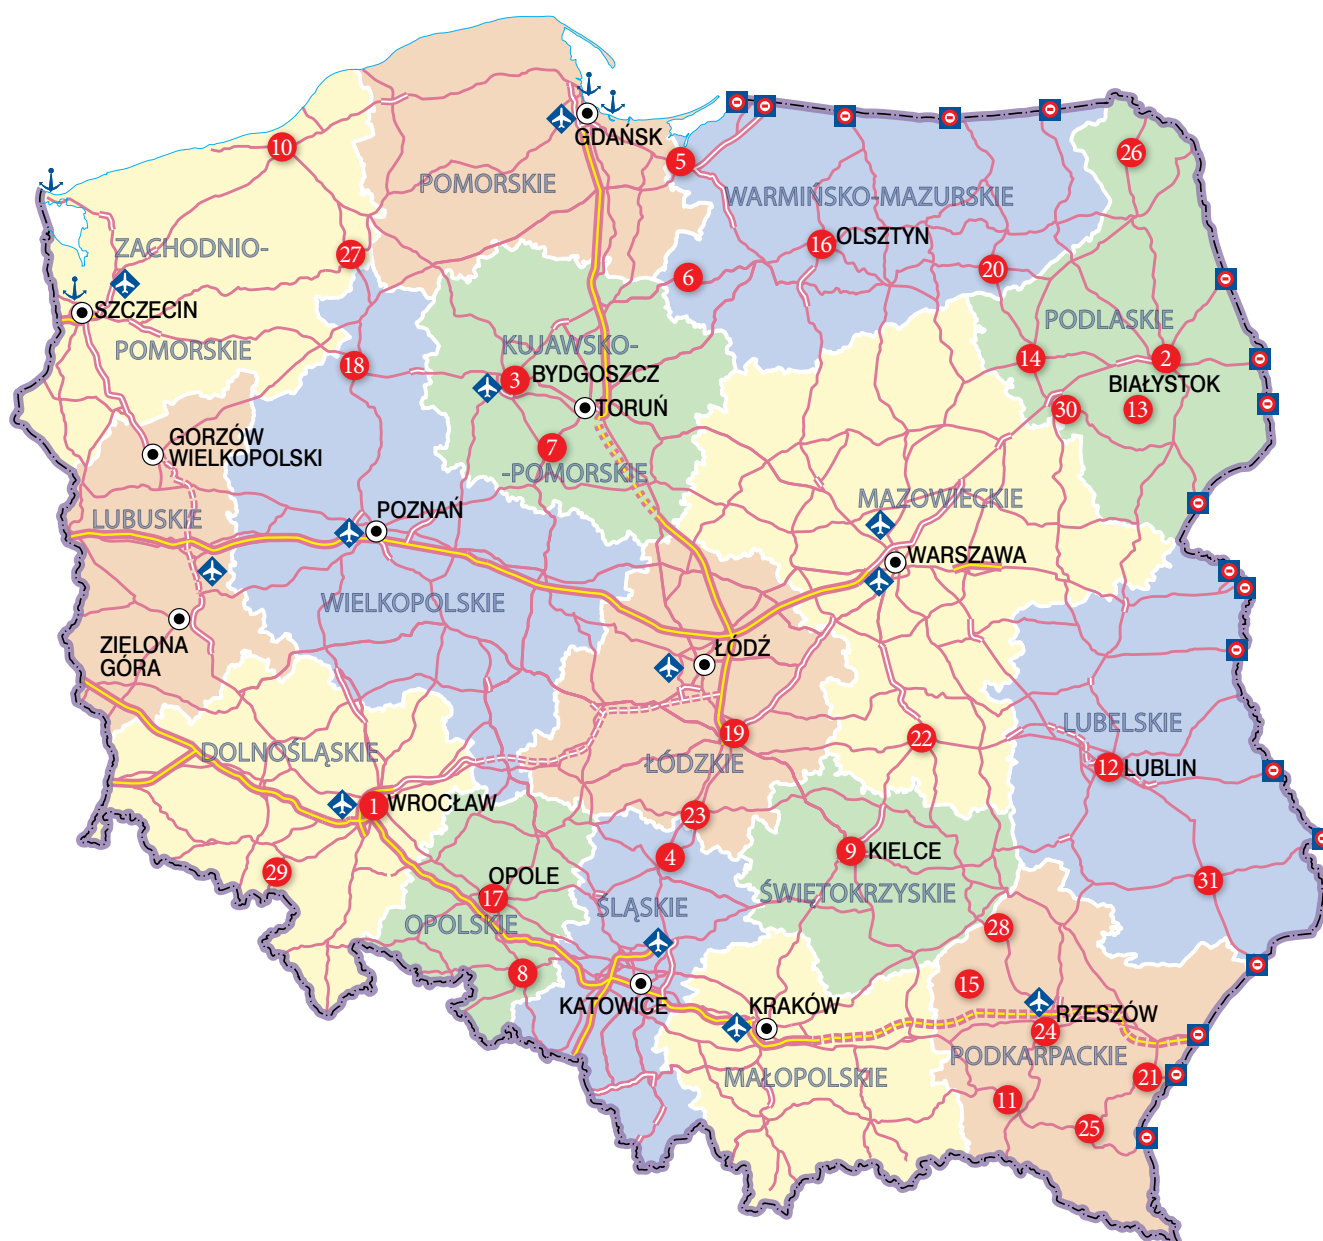 GDAŃSK
10
5
26
POMORSKIE
WARMIŃSKO-MAZURSKIE
16
OLSZTYN
ZACHODNIO-
27
6
20
SZCZECIN
PODLASKIE
KUJAWSKO-
POMORSKIE
18
14
2
3
BYDGOSZCZ
BIAŁYSTOK
TORUŃ
30
13
GORZÓW
WIELKOPOLSKI
7
-POMORSKIE
MAZOWIECKIE
POZNAŃ
LUBUSKIE
WARSZAWA
WIELKOPOLSKIE
ZIELONA
GÓRA
ŁÓDŹ
LUBELSKIE
DOLNOŚLĄSKIE
19
22
ŁÓDZKIE
12
LUBLIN
1
WROCŁAW
23
4
9
KIELCE
29
OPOLE
31
17
ŚWIĘTOKRZYSKIE
ŚLĄSKIE
OPOLSKIE
28
8
15
KATOWICE
KRAKÓW
RZESZÓW
24
PODKARPACKIE
MAŁOPOLSKIE
21
11
25